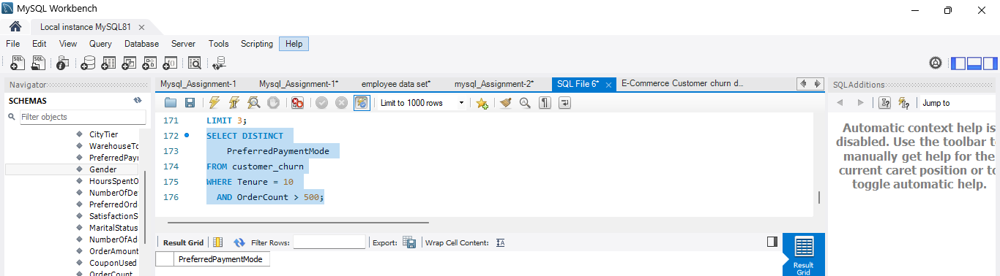 MySQL Workbench
Local instance MySQL81
File Edit View Query Database Server Tools Scripting Help
Navigator
SCHEMAS
Filter objects
CityTier
WarehouseTo
PreferredPay
Gender
HoursSpentO
NumberOfDe
PreferredOrd
SatisfactionS
MaritalStatus
NumberOfAd
OrderAmount
CouponUsed
OrderCount
Mysql_Assignment-1 Mysql_Assignment-1* employee data set* mysql_Assignment-2* SQL File 6* E-Commerce Customer churn d...
Limit to 1000 rows
171 LIMIT 3;
172 SELECT DISTINCT
173 PreferredPaymentMode
174 FROM customer_churn
175 WHERE Tenure = 10
176 AND OrderCount > 500;
Result Grid Filter Rows: Export: Wrap Cell Content:
PreferredPaymentMode
Result
Grid
SQLAdditions
Jump to
Automatic context help is
disabled. Use the toolbar t
manually get help for the
current caret position or to
toggle automatic help.